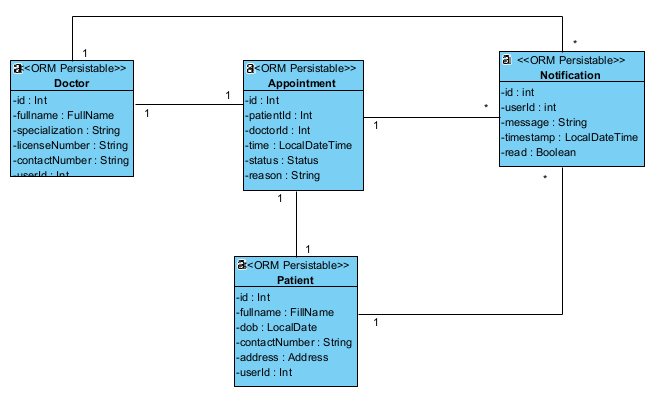 1
*
<<ORM Persistable>>
Doctor
-id : Int
-fullname : FullName
-specialization : String
-licenseNumber : String
-contactNumber : String
-userId : Int
1
1
<<ORM Persistable>>
Appointment
-id : Int
-patientId : Int
-doctorId : Int
-time : LocalDateTime
-status : Status
-reason : String
1
*
<<ORM Persistable>>
Notification
-id : int
-userId : int
-message : String
-timestamp : LocalDateTime
-read : Boolean
*
1
1
<<ORM Persistable>>
Patient
-id : Int
-fullname : FillName
-dob : LocalDate
-contactNumber : String
-address : Address
-userId : Int
1